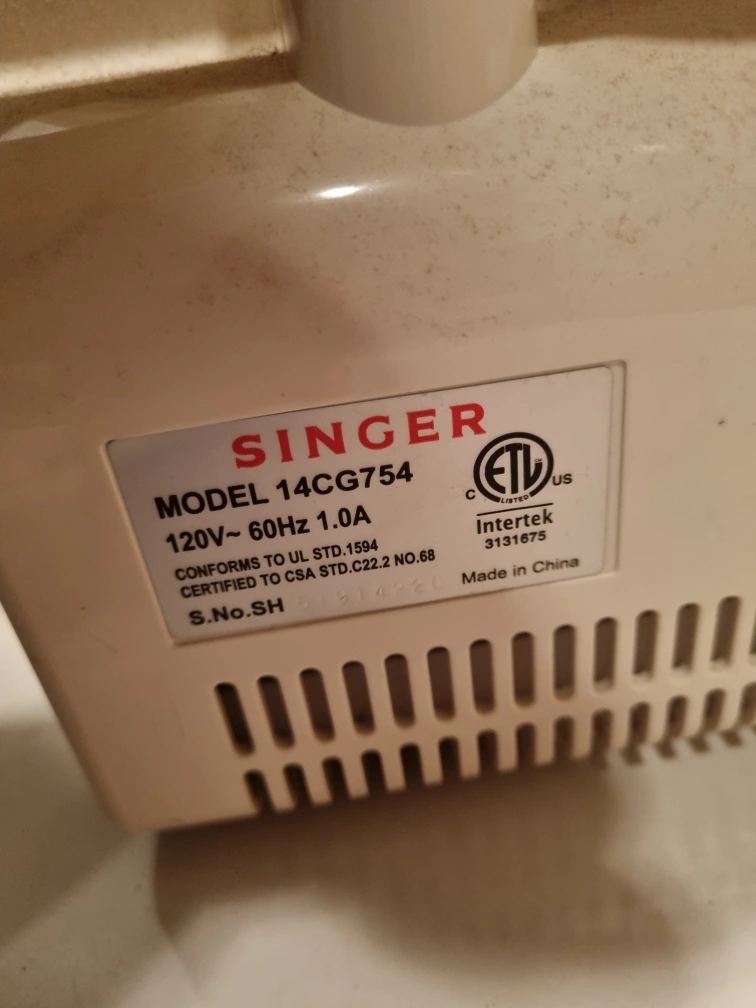 SINGER
MODEL 14CG754
120V~ 60Hz 1.0A
CONFORMS TO UL STD.1594
CERTIFIED TO CSA STD.C22.2 NO.68
S.No.SH
ETL
LISTED
C US
Intertek
3131675
Made in China